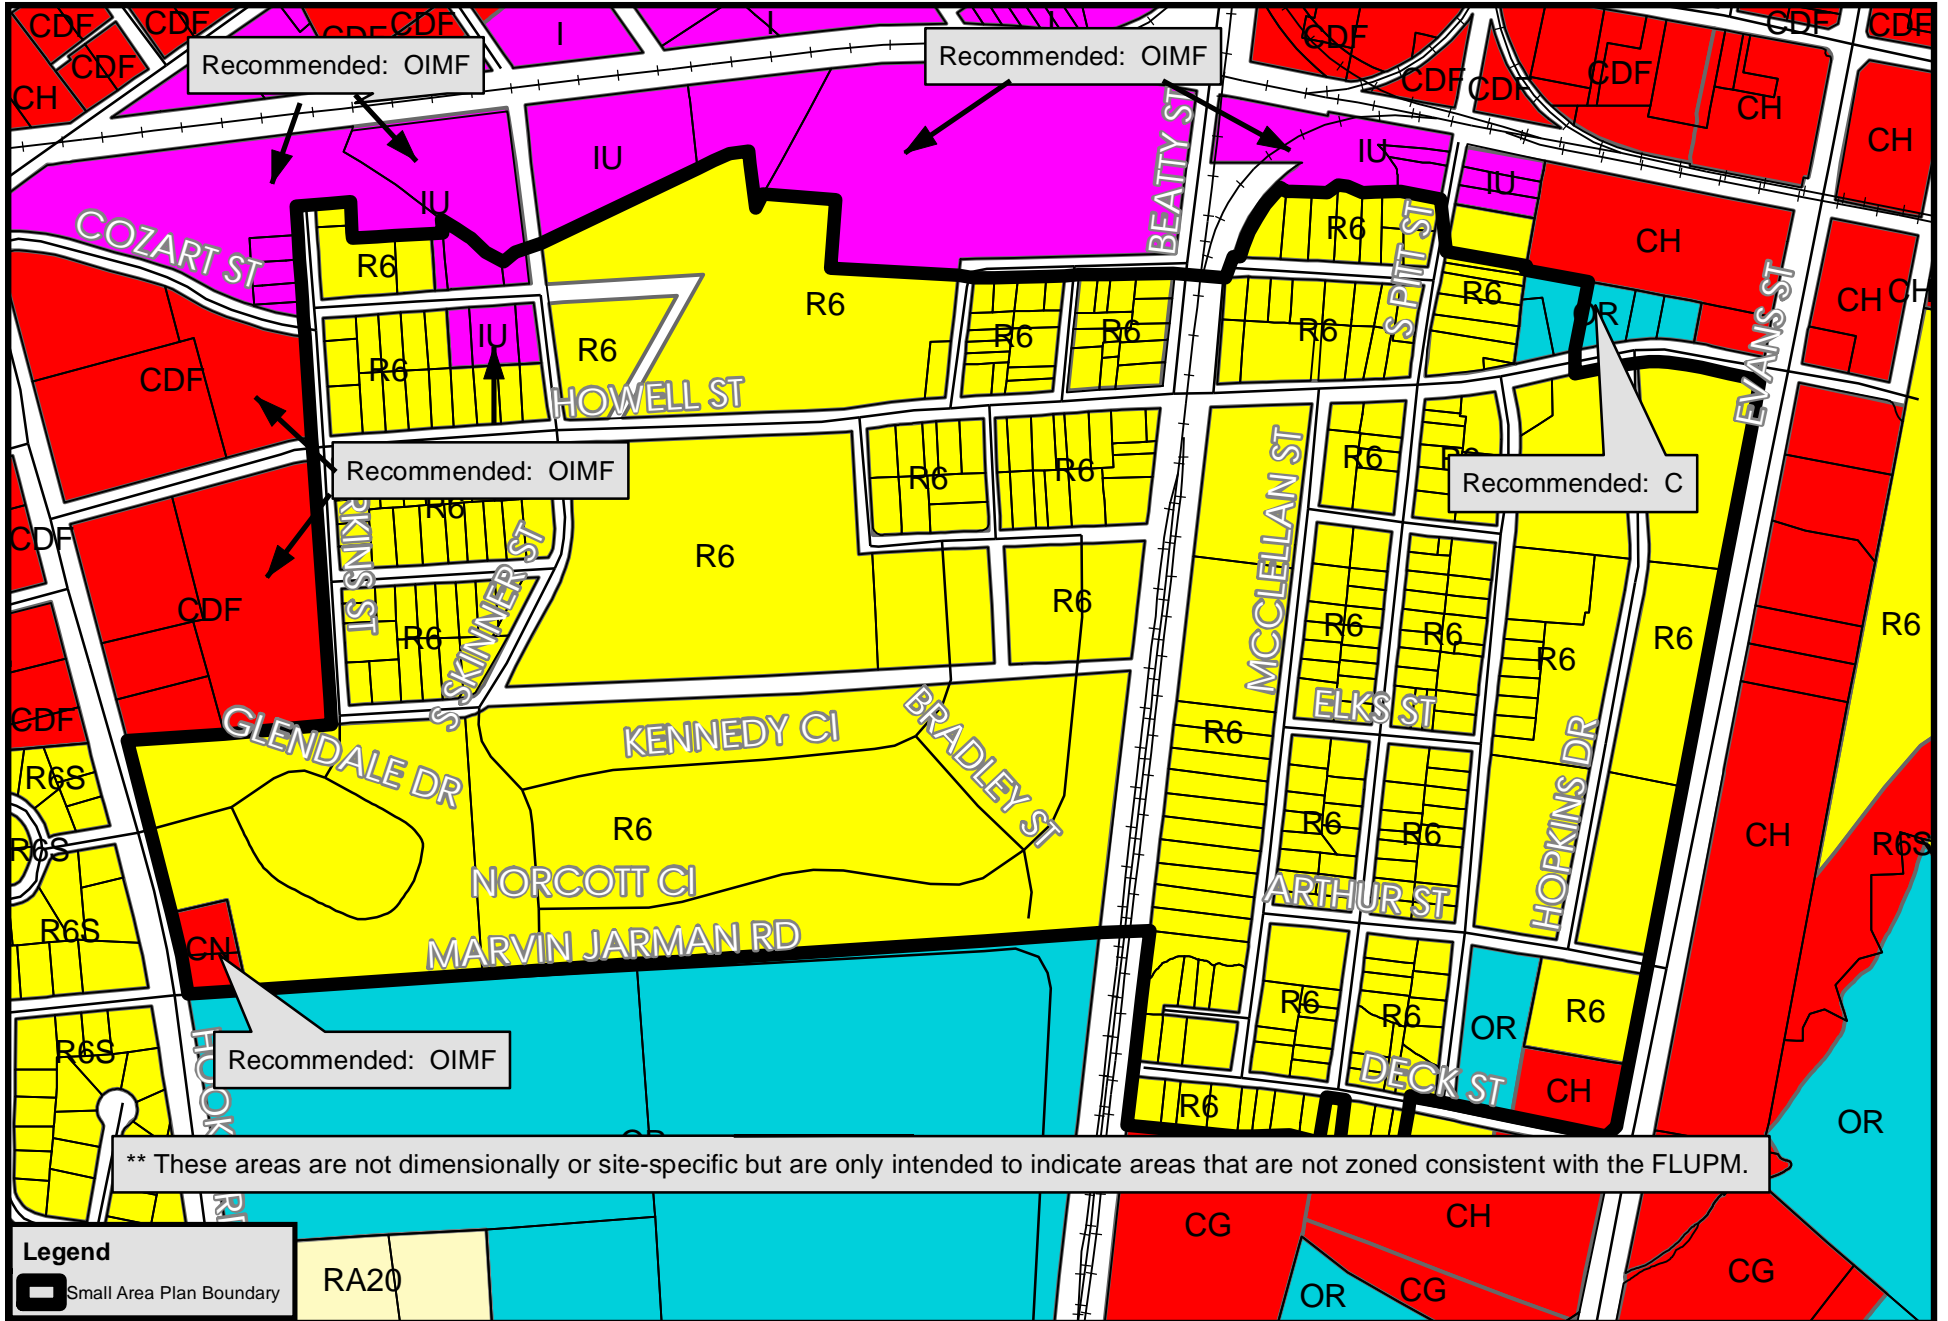 CDF
CDF
CDF
CDF
I
I
I
CDF
CDF
CDF
CDF
CH
Recommended: OIMF
Recommended: OIMF
CDF
CDF
CDF
CH
CH
IU
IU
IU
IU
BEATTY ST
COZART ST
R6
R6
S PITT ST
CH
R6
R6
IU
R6
CDF
R6
R6
R6
R6
R6
OR
CH
CH
EVANS ST
HOWELL ST
Recommended: OIMF
R6
R6
R6
R6
Recommended: C
MCCLELLAN ST
CDF
R6
CDF
RKINS ST
S SKINNER ST
R6
R6
R6
R6
R6
R6
R6
R6
CDF
GLENDALE DR
KENNEDY CI
BRADLEY ST
R6
ELKS ST
HOPKINS DR
R6S
R6S
R6
R6
R6
CH
R6S
NORCOTT CI
ARTHUR ST
R6S
CN
MARVIN JARMAN RD
R6
R6
OR
R6
R6S
Recommended: OIMF
DECK ST
CH
R6
OR
** These areas are not dimensionally or site-specific but are only intended to indicate areas that are not zoned consistent with the FLUPM.
CG
CH
Legend
Small Area Plan Boundary
RA20
OR
CG
CG